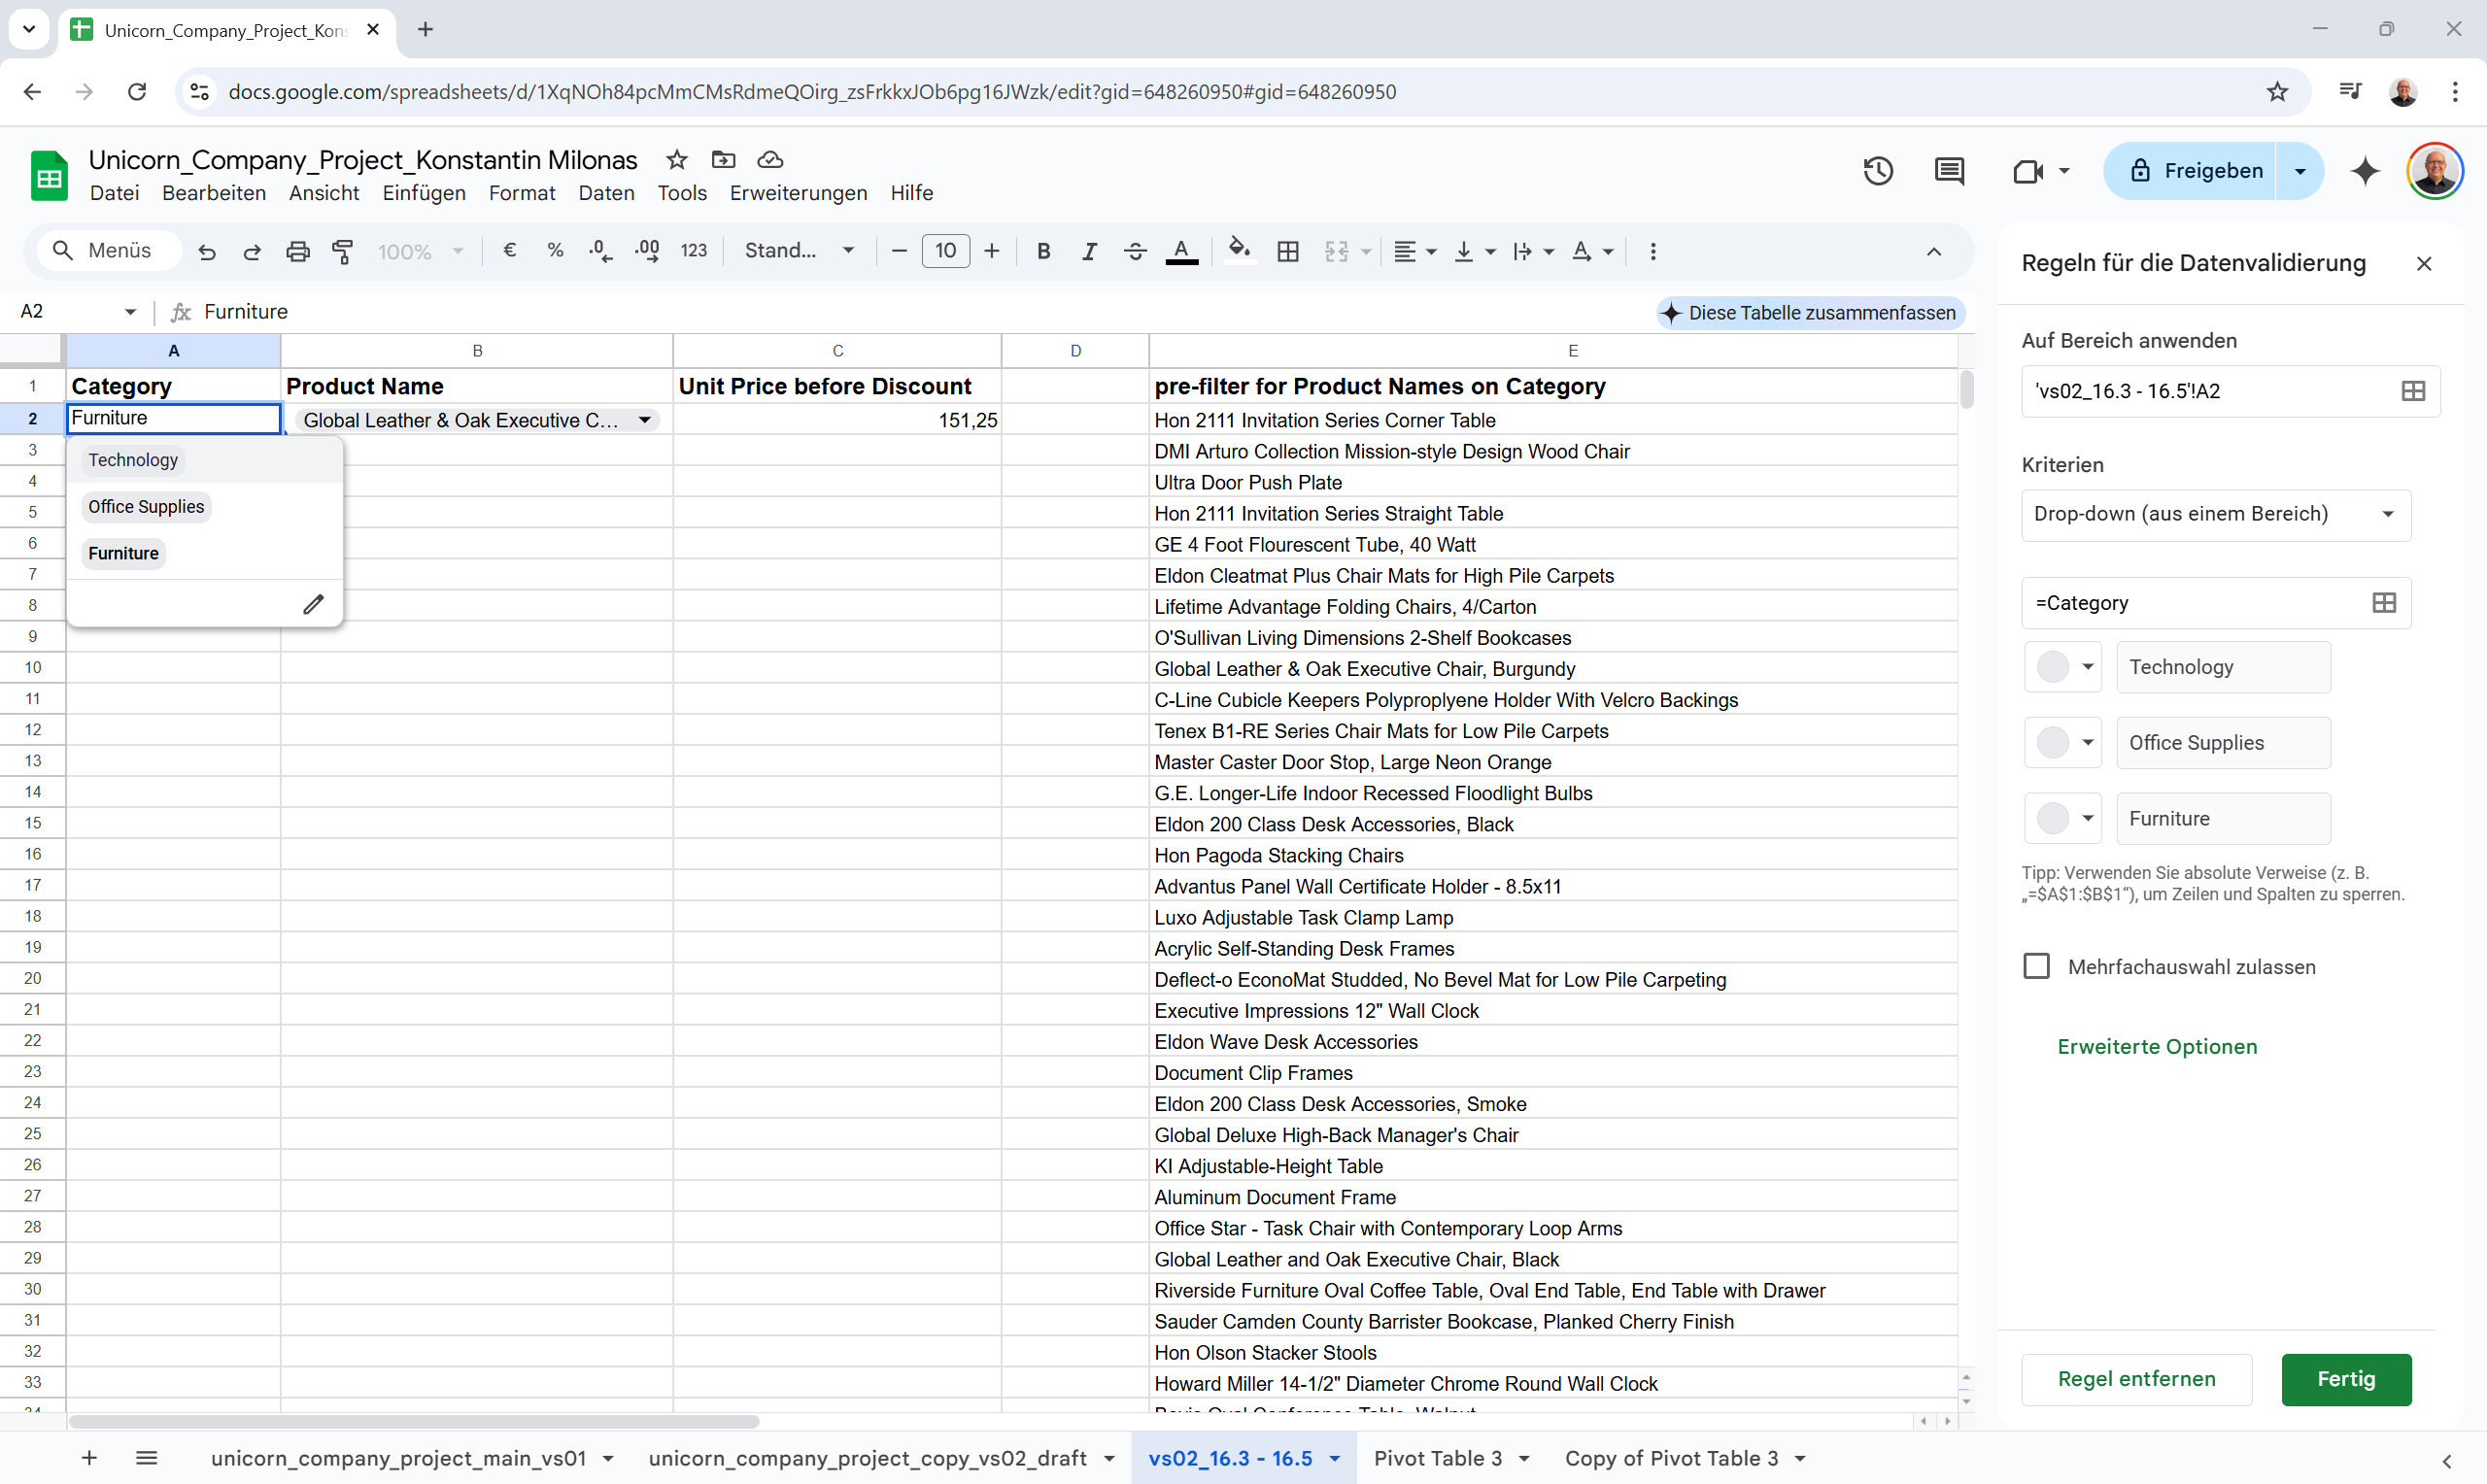 Unicorn_Company_Project_Kon
docs.google.com/spreadsheets/d/1XqNOh84pcMmCMsRdmeQOirg_zsFrkkxJOb6pg16JWzk/edit?gid=648260950#gid=648260950
Unicorn_Company_Project_Konstantin Milonas
Datei Bearbeiten Ansicht Einfügen Format Daten Tools Erweiterungen Hilfe
Freigeben
Menüs 100% € % .0 .00 123 Stand... 10 B I A
A2 fx Furniture
Diese Tabelle zusammenfassen
A B C D E
1 Category Product Name Unit Price before Discount pre-filter for Product Names on Category
2 Furniture Global Leather & Oak Executive C... 151,25 Hon 2111 Invitation Series Corner Table
3 DMI Arturo Collection Mission-style Design Wood Chair
4 Ultra Door Push Plate
5 Hon 2111 Invitation Series Straight Table
6 GE 4 Foot Flourescent Tube, 40 Watt
7 Eldon Cleatmat Plus Chair Mats for High Pile Carpets
8 Lifetime Advantage Folding Chairs, 4/Carton
9 O'Sullivan Living Dimensions 2-Shelf Bookcases
10 Global Leather & Oak Executive Chair, Burgundy
11 C-Line Cubicle Keepers Polyproplyene Holder With Velcro Backings
12 Tenex B1-RE Series Chair Mats for Low Pile Carpets
13 Master Caster Door Stop, Large Neon Orange
14 G.E. Longer-Life Indoor Recessed Floodlight Bulbs
15 Eldon 200 Class Desk Accessories, Black
16 Hon Pagoda Stacking Chairs
17 Advantus Panel Wall Certificate Holder - 8.5x11
18 Luxo Adjustable Task Clamp Lamp
19 Acrylic Self-Standing Desk Frames
20 Deflect-o EconoMat Studded, No Bevel Mat for Low Pile Carpeting
21 Executive Impressions 12" Wall Clock
22 Eldon Wave Desk Accessories
23 Document Clip Frames
24 Eldon 200 Class Desk Accessories, Smoke
25 Global Deluxe High-Back Manager's Chair
26 KI Adjustable-Height Table
27 Aluminum Document Frame
28 Office Star - Task Chair with Contemporary Loop Arms
29 Global Leather and Oak Executive Chair, Black
30 Riverside Furniture Oval Coffee Table, Oval End Table, End Table with Drawer
31 Sauder Camden County Barrister Bookcase, Planked Cherry Finish
32 Hon Olson Stacker Stools
33 Howard Miller 14-1/2" Diameter Chrome Round Wall Clock
Technology
Office Supplies
Furniture
Regeln für die Datenvalidierung
Auf Bereich anwenden
'vs02_16.3 - 16.5'!A2
Kriterien
Drop-down (aus einem Bereich)
=Category
Technology
Office Supplies
Furniture
Tipp: Verwenden Sie absolute Verweise (z. B.
„=$A$1:$B$1“), um Zeilen und Spalten zu sperren.
Mehrfachauswahl zulassen
Erweiterte Optionen
Regel entfernen Fertig
unicorn_company_project_main_vs01 unicorn_company_project_copy_vs02_draft vs02_16.3 - 16.5 Pivot Table 3 Copy of Pivot Table 3